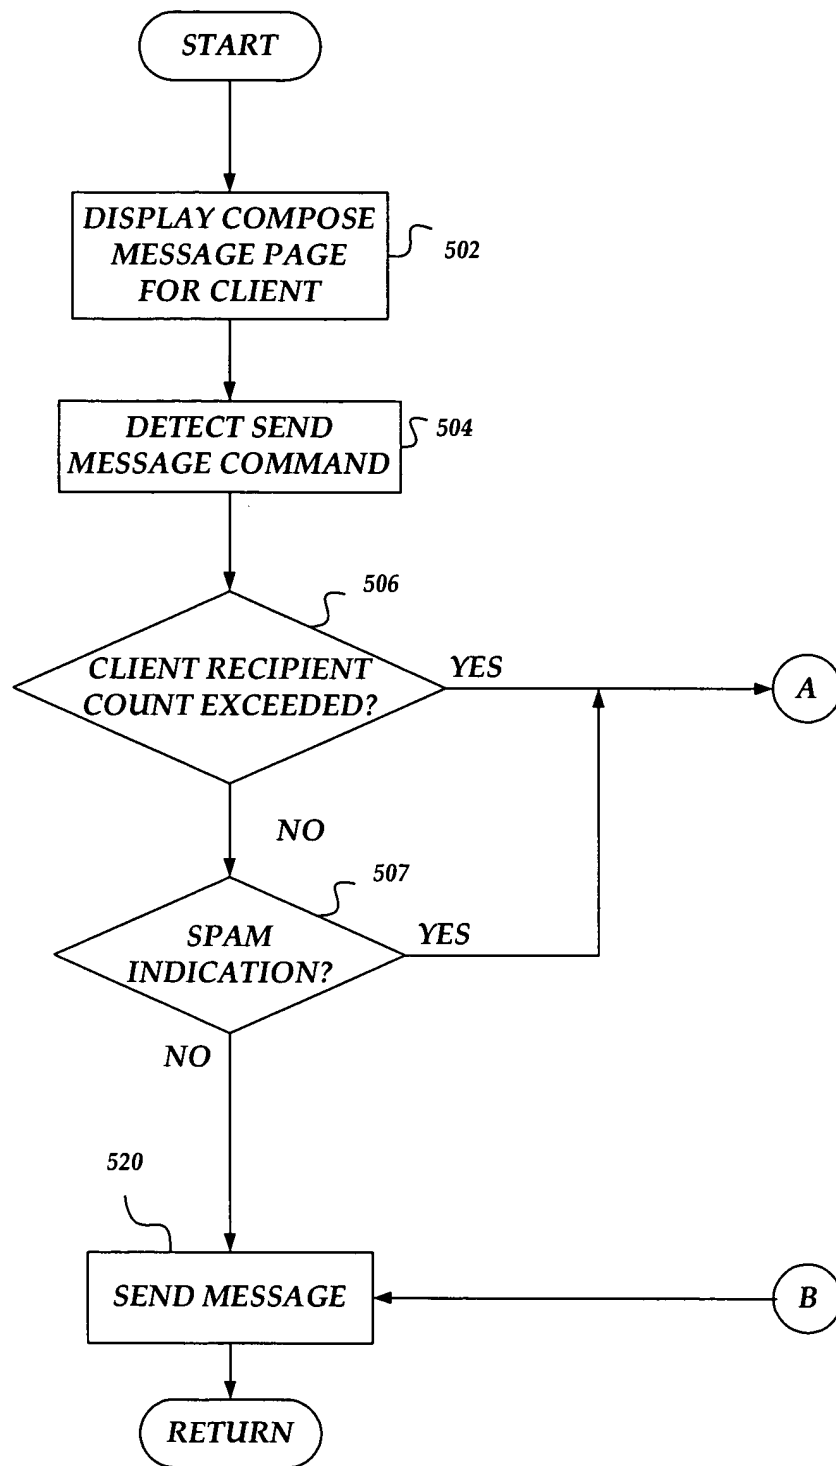 START
DISPLAY COMPOSE
MESSAGE PAGE
FOR CLIENT
502
DETECT SEND
MESSAGE COMMAND
504
506
CLIENT RECIPIENT
COUNT EXCEEDED?
YES
A
NO
507
SPAM
INDICATION?
YES
NO
520
SEND MESSAGE
B
RETURN